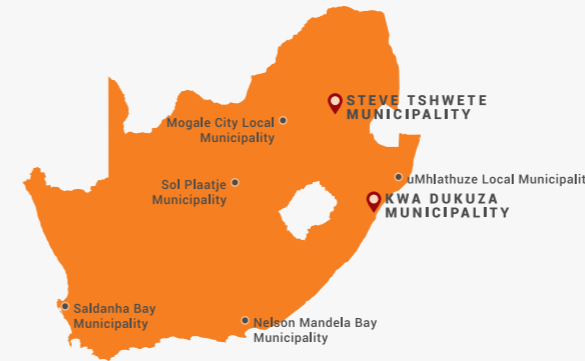 STEVE TSHWETE
MUNICIPALITY
Mogale City Local
Municipality
Sol Plaatje
Municipality
uMhlathuze Local Municipalit
KWA DUKUZA
MUNICIPALITY
Saldanha Bay
Municipality
Nelson Mandela Bay
Municipality